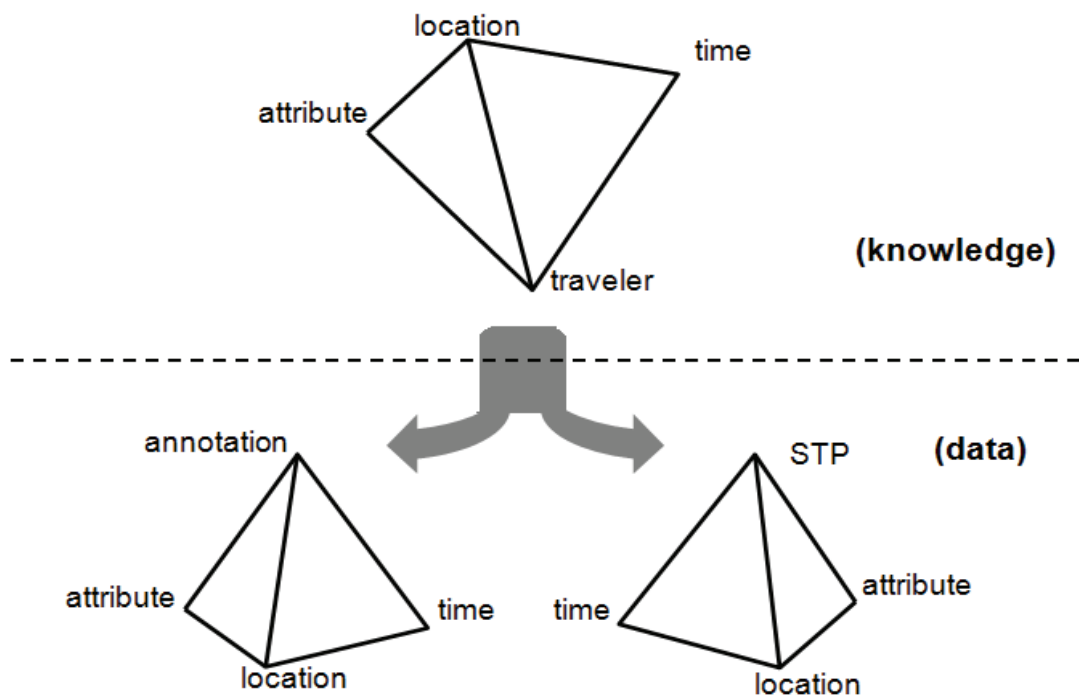 location
time
attribute
(knowledge)
traveler
annotation
STP
(data)
attribute
time
time
attribute
location
location